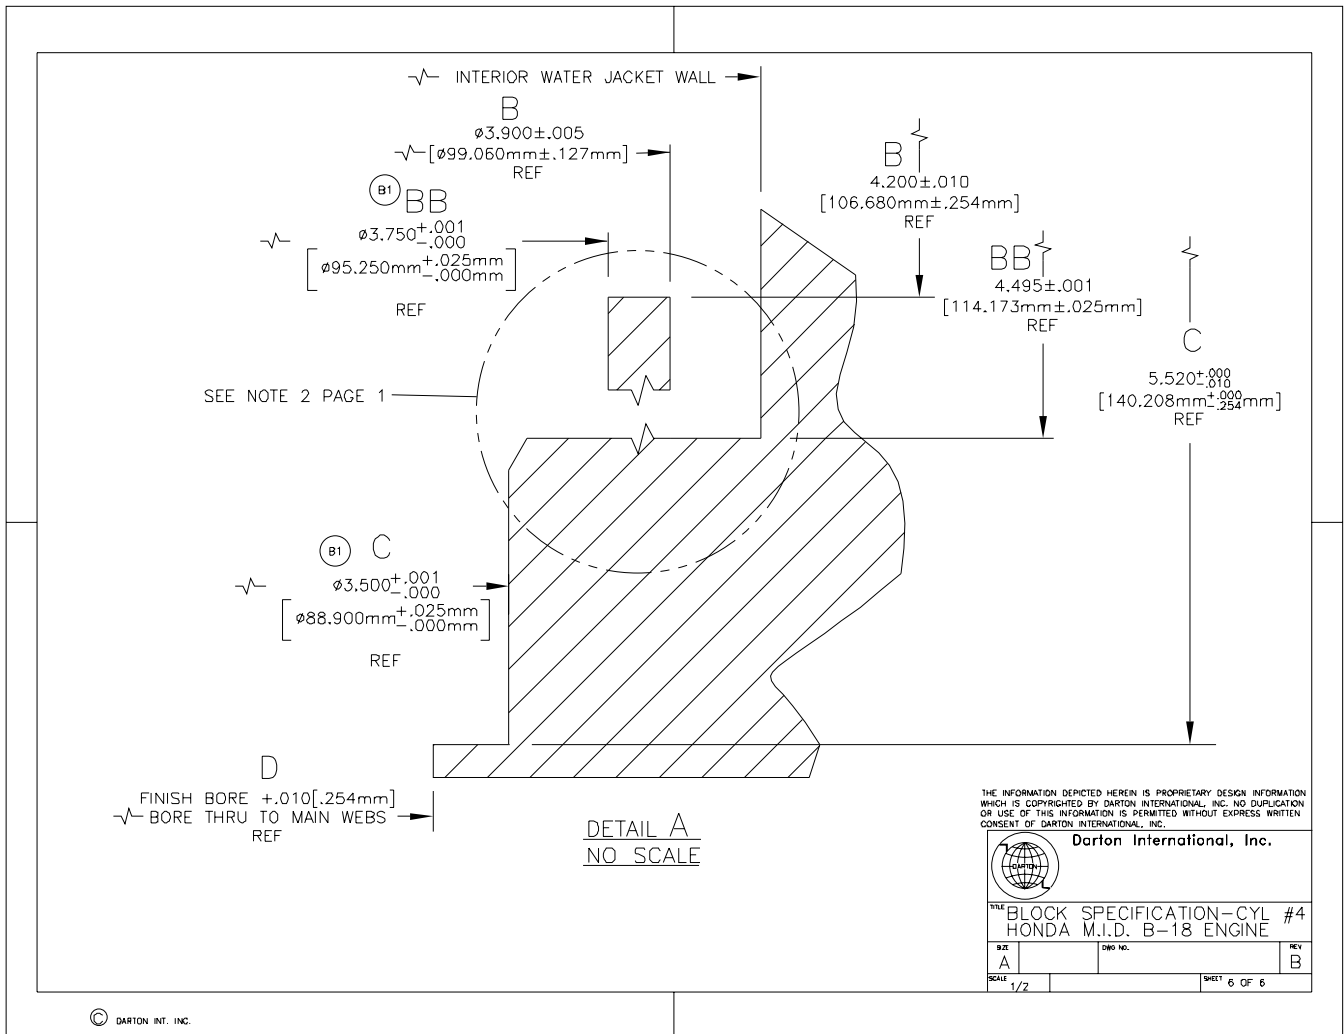 INTERIOR WATER JACKET WALL
B
ø3.900±.005
[ø99.060mm±.127mm]
REF
B
4.200±.010
[106.680mm±.254mm]
REF
B1
BB
ø3.750+.001
-.000
[ø95.250mm+.025mm
-.000mm]
REF
BB
4.495±.001
[114.173mm±.025mm]
REF
C
5.520+.000
-.010
[140.208mm+.000
-.254mm]
REF
SEE NOTE 2 PAGE 1
B1
C
ø3.500+.001
-.000
[ø88.900mm+.025mm
-.000mm]
REF
D
FINISH BORE +.010[.254mm]
BORE THRU TO MAIN WEBS
REF
DETAIL A
NO SCALE
THE INFORMATION DEPICTED HEREIN IS PROPRIETARY DESIGN INFORMATION
WHICH IS COPYRIGHTED BY DARTON INTERNATIONAL, INC. NO DUPLICATION
OR USE OF THIS INFORMATION IS PERMITTED WITHOUT EXPRESS WRITTEN
CONSENT OF DARTON INTERNATIONAL, INC.
DARTON
Darton International, Inc.
TITLE
BLOCK SPECIFICATION-CYL #4
HONDA M.I.D. B-18 ENGINE
SIZE
A
DWG NO.
REV
B
SCALE 1/2
SHEET 6 OF 6
© DARTON INT. INC.